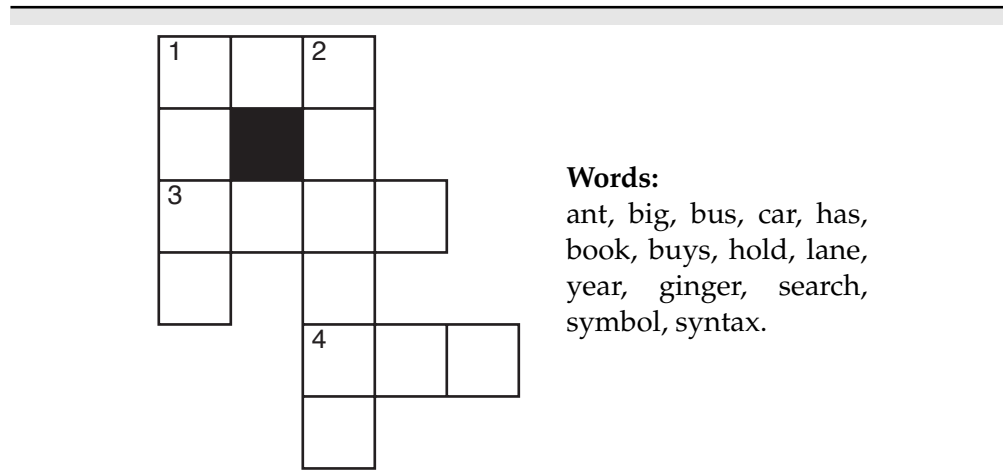 1 2
3
4
Words:
ant, big, bus, car, has,
book, buys, hold, lane,
year, ginger, search,
symbol, syntax.